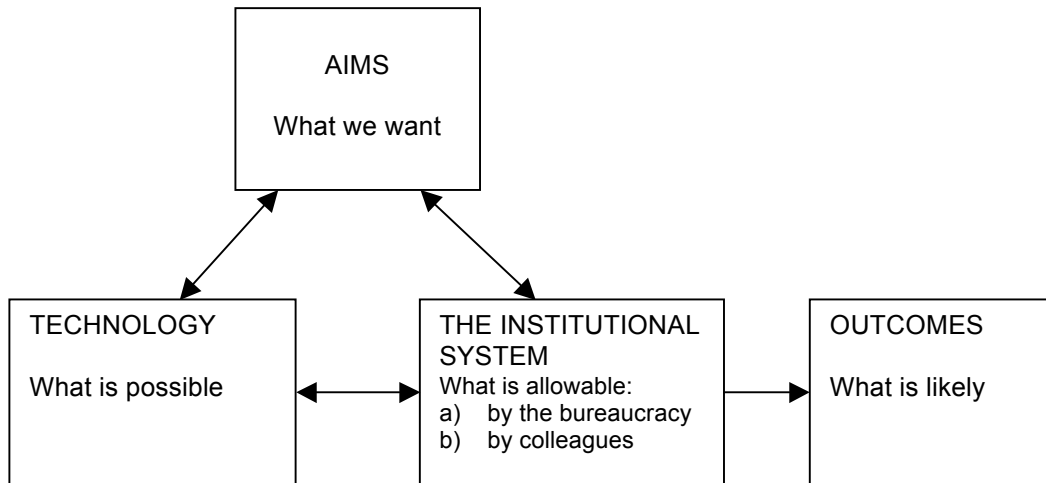 AIMS
What we want
TECHNOLOGY
What is possible
THE INSTITUTIONAL
SYSTEM
What is allowable:
a) by the bureaucracy
b) by colleagues
OUTCOMES
What is likely